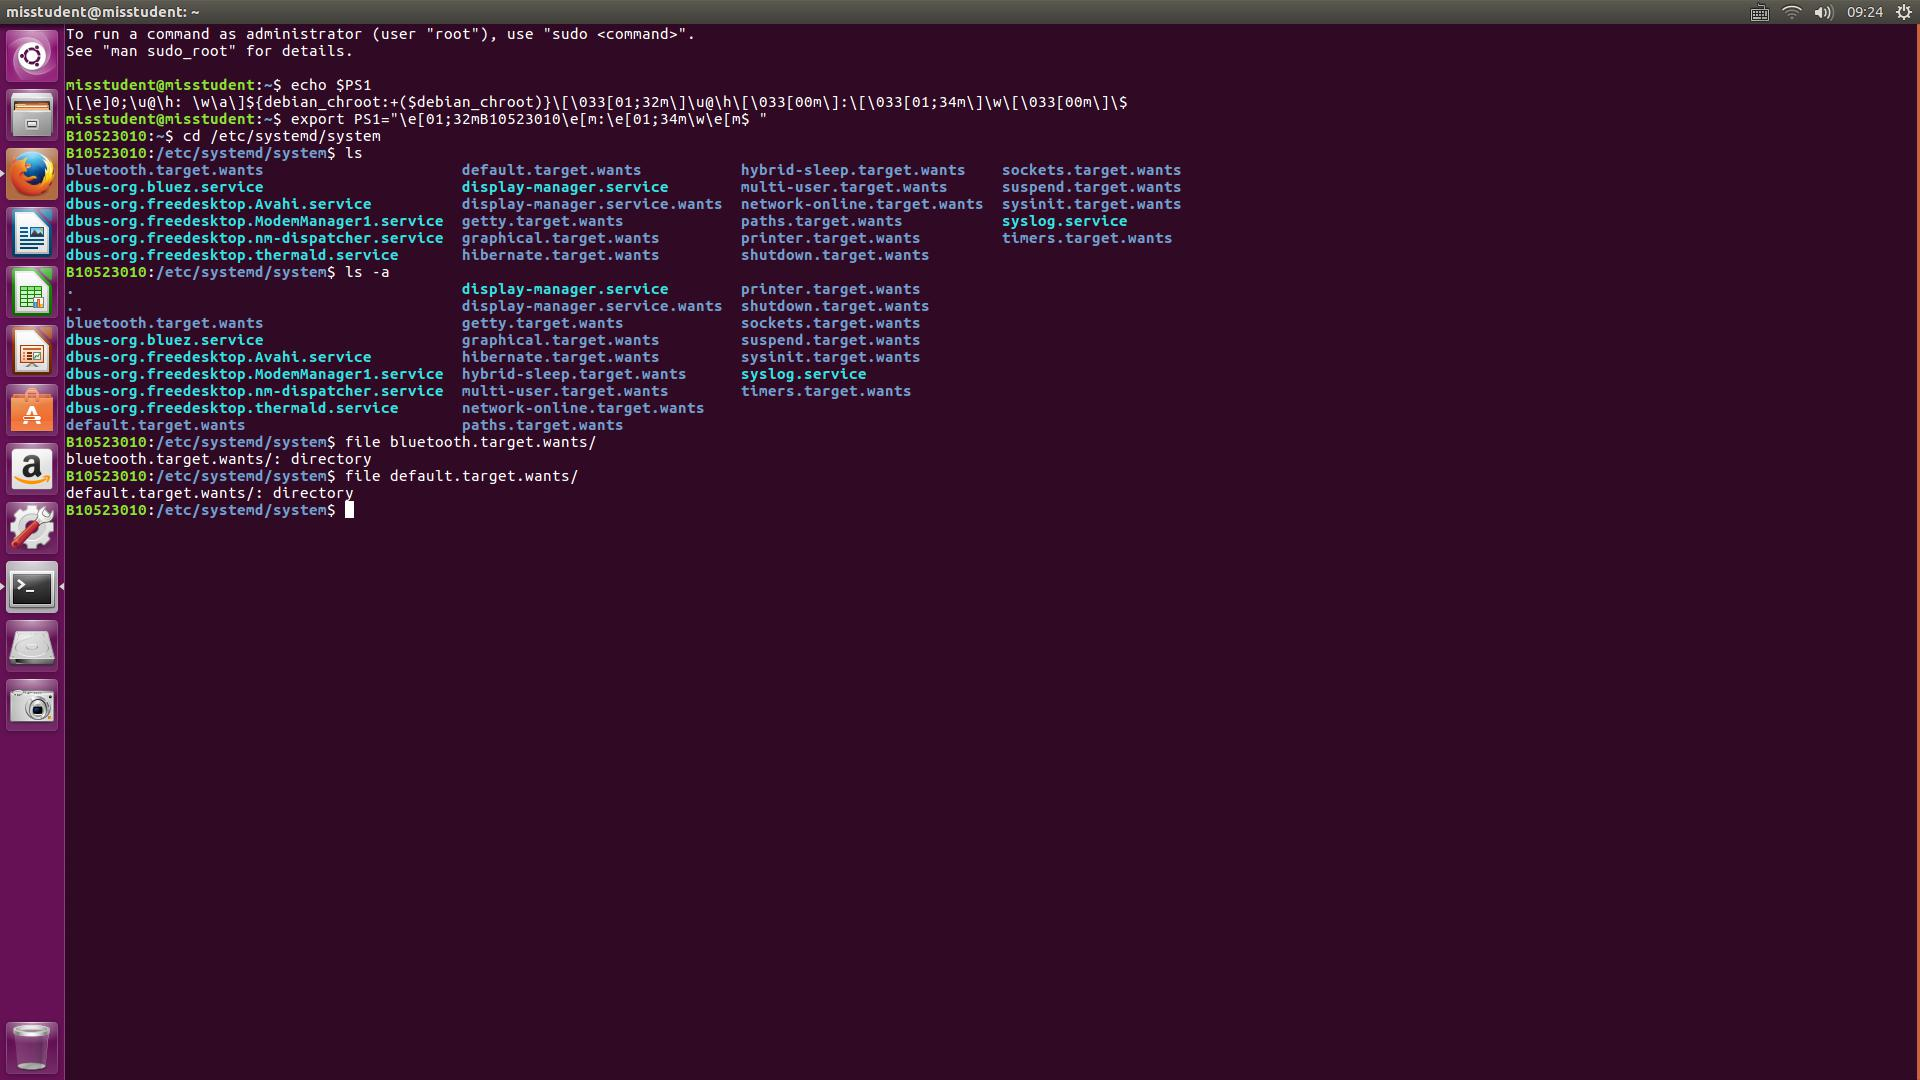 misstudent@misstudent: ~
09:24
To run a command as administrator (user "root"), use "sudo <command>".
See "man sudo_root" for details.
misstudent@misstudent:~$ echo $PS1
\[\e]0;\u@\h: \w\a\]${debian_chroot:+($debian_chroot)}\[\033[01;32m\]\u@\h\[\033[00m\]:\[\033[01;34m\]\w\[\033[00m\]\$
misstudent@misstudent:~$ export PS1="\e[01;32mB10523010\e[m:\e[01;34m\w\e[m$ "
B10523010:~$ cd /etc/systemd/system
B10523010:/etc/systemd/system$ ls
bluetooth.target.wants default.target.wants hybrid-sleep.target.wants sockets.target.wants
dbus-org.bluez.service display-manager.service multi-user.target.wants suspend.target.wants
dbus-org.freedesktop.Avahi.service display-manager.service.wants network-online.target.wants sysinit.target.wants
dbus-org.freedesktop.ModemManager1.service getty.target.wants paths.target.wants syslog.service
dbus-org.freedesktop.nm-dispatcher.service graphical.target.wants printer.target.wants timers.target.wants
dbus-org.freedesktop.thermald.service hibernate.target.wants shutdown.target.wants
B10523010:/etc/systemd/system$ ls -a
. display-manager.service printer.target.wants
.. display-manager.service.wants shutdown.target.wants
bluetooth.target.wants getty.target.wants sockets.target.wants
dbus-org.bluez.service graphical.target.wants suspend.target.wants
dbus-org.freedesktop.Avahi.service hibernate.target.wants sysinit.target.wants
dbus-org.freedesktop.ModemManager1.service hybrid-sleep.target.wants syslog.service
dbus-org.freedesktop.nm-dispatcher.service multi-user.target.wants timers.target.wants
dbus-org.freedesktop.thermald.service network-online.target.wants
default.target.wants paths.target.wants
B10523010:/etc/systemd/system$ file bluetooth.target.wants/
bluetooth.target.wants/: directory
B10523010:/etc/systemd/system$ file default.target.wants/
default.target.wants/: directory
B10523010:/etc/systemd/system$